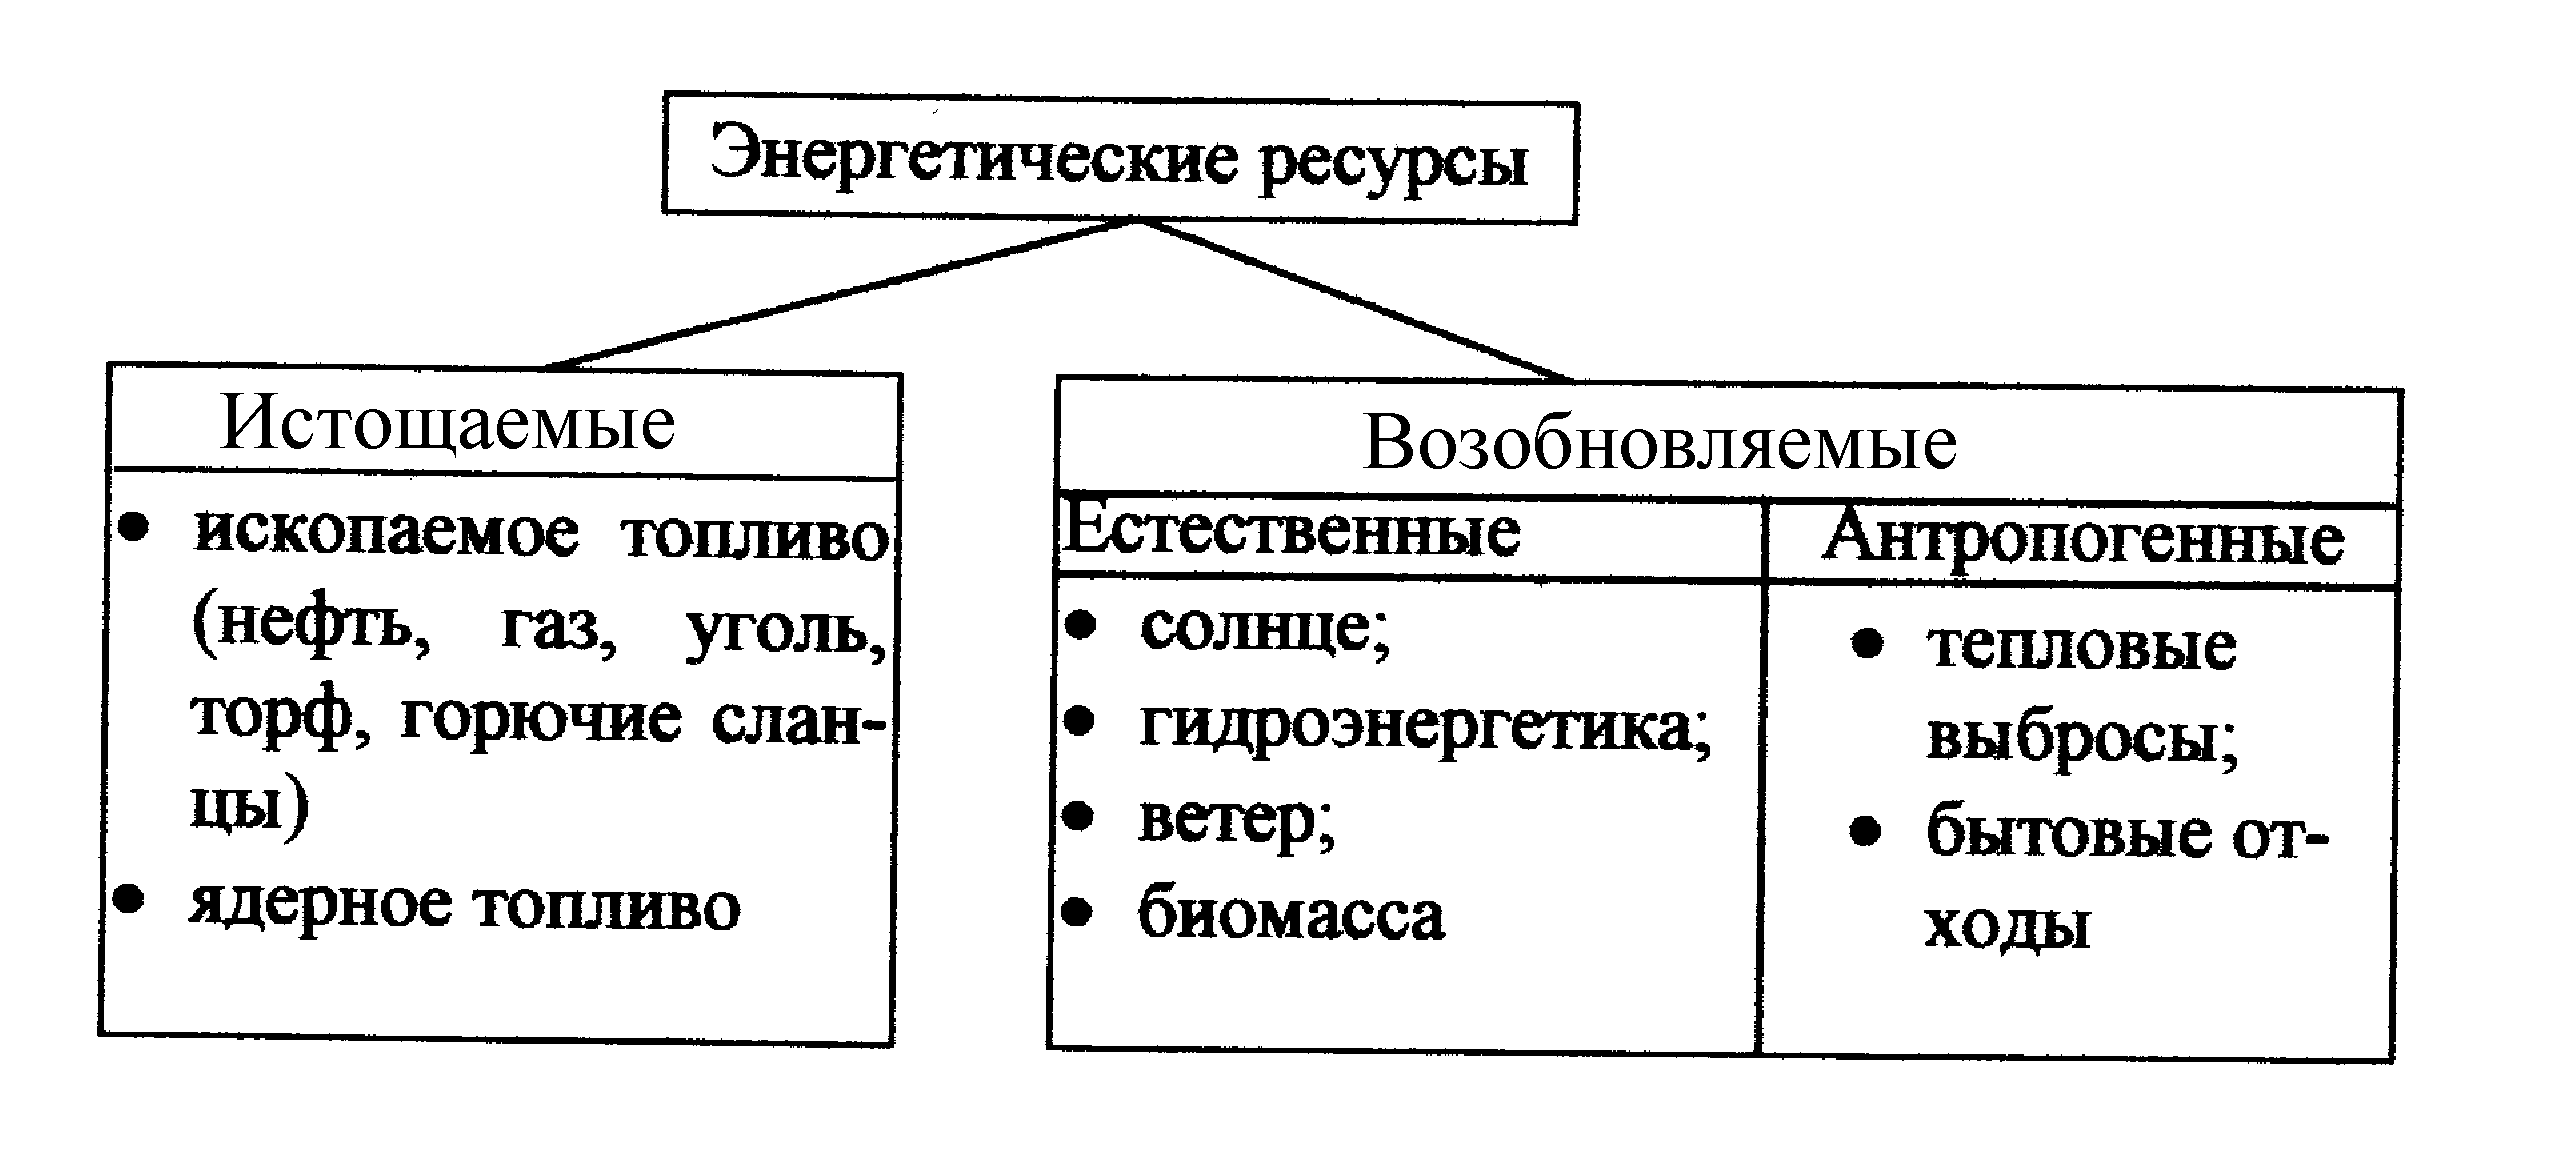 Энергетические ресурсы
Истощаемые
• ископаемое топливо
(нефть, газ, уголь,
торф, горючие слан-
цы)
• ядерное топливо
Возобновляемые
Естественные
• солнце;
• гидроэнергетика;
• ветер;
• биомасса
Антропогенные
• тепловые
выбросы;
• бытовые от-
ходы